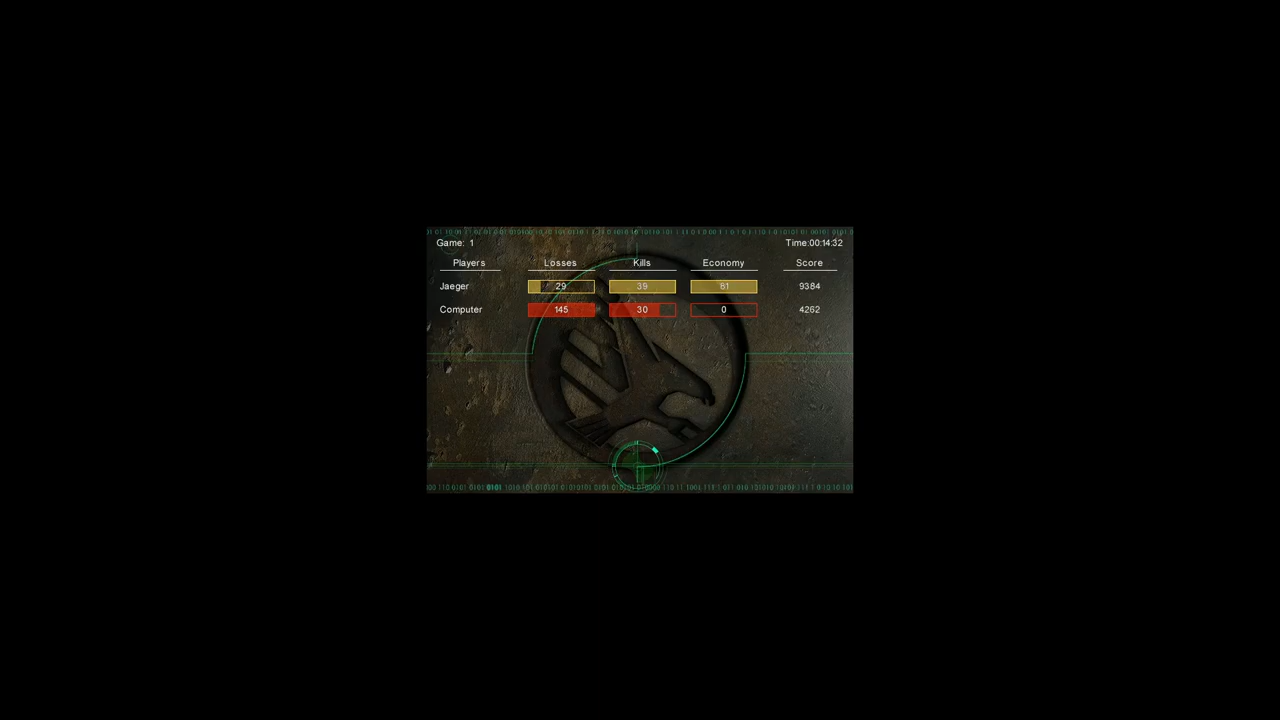 Game: 1 Time:00:14:32
Players Losses Kills Economy Score
Jaeger 29 39 81 9384
Computer 145 30 0 4262